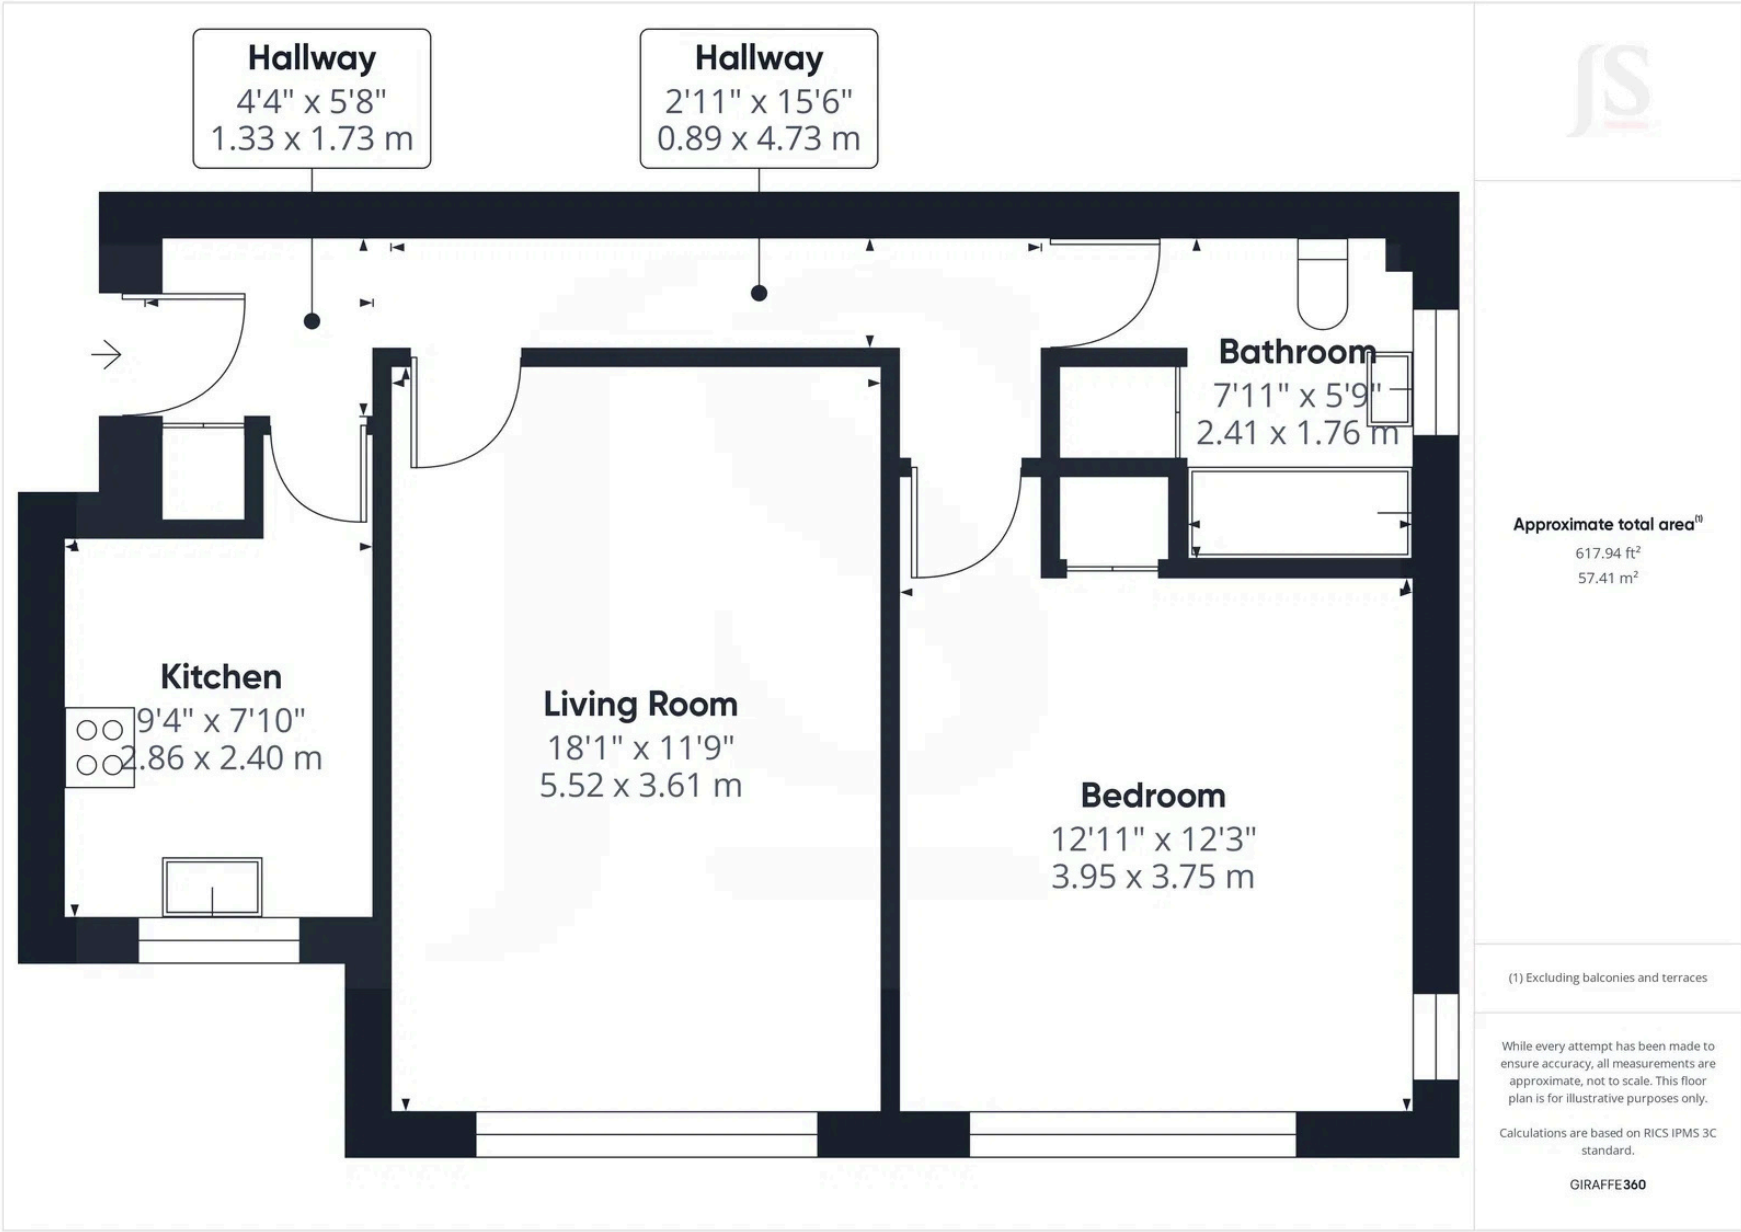 Hallway
4'4" x 5'8"
1.33 x 1.73 m
Hallway
2'11" x 15'6"
0.89 x 4.73 m
JS
Bathroom
7'11" x 5'9"
2.41 x 1.76 m
Kitchen
9'4" x 7'10"
2.86 x 2.40 m
Living Room
18'1" x 11'9"
5.52 x 3.61 m
Bedroom
12'11" x 12'3"
3.95 x 3.75 m
Approximate total area(1)
617.94 ft²
57.41 m²
(1) Excluding balconies and terraces
While every attempt has been made to
ensure accuracy, all measurements are
approximate, not to scale. This floor
plan is for illustrative purposes only.
Calculations are based on RICS IPMS 3C
standard.
GIRAFFE360